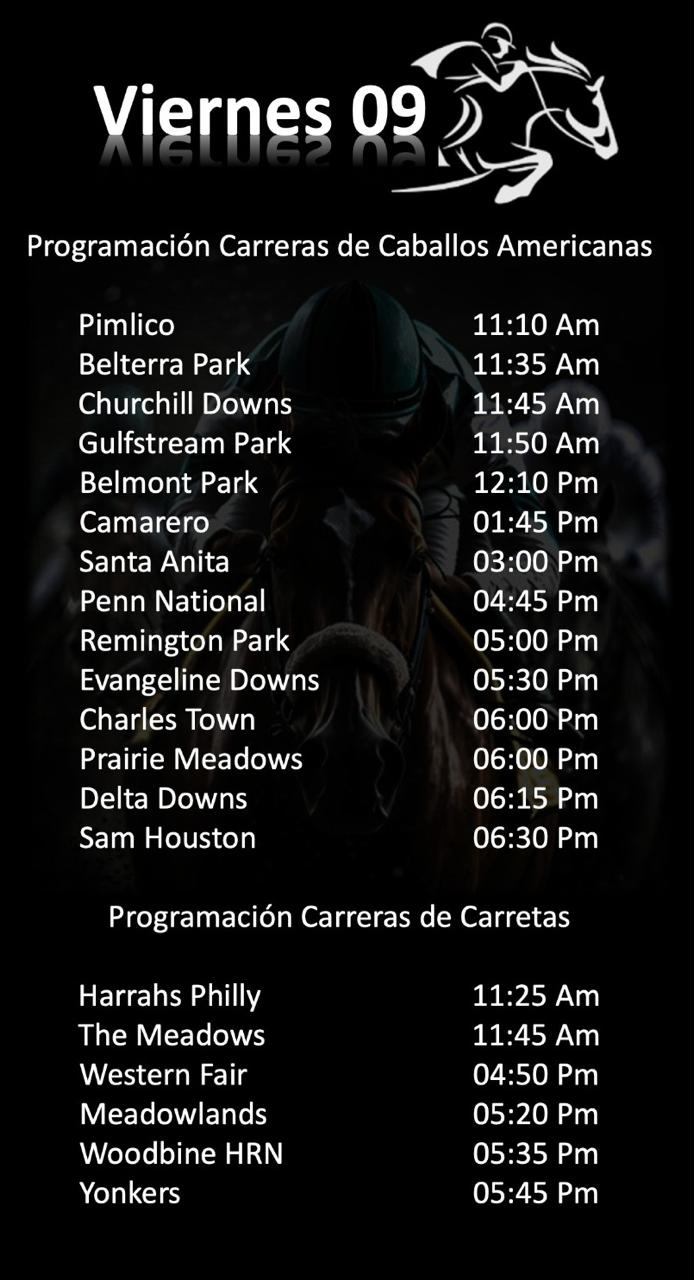 Viernes 09
Programación Carreras de Caballos Americanas
Pimlico 11:10 Am
Belterra Park 11:35 Am
Churchill Downs 11:45 Am
Gulfstream Park 11:50 Am
Belmont Park 12:10 Pm
Camarero 01:45 Pm
Santa Anita 03:00 Pm
Penn National 04:45 Pm
Remington Park 05:00 Pm
Evangeline Downs 05:30 Pm
Charles Town 06:00 Pm
Prairie Meadows 06:00 Pm
Delta Downs 06:15 Pm
Sam Houston 06:30 Pm
Programación Carreras de Carretas
Harrahs Philly 11:25 Am
The Meadows 11:45 Am
Western Fair 04:50 Pm
Meadowlands 05:20 Pm
Woodbine HRN 05:35 Pm
Yonkers 05:45 Pm